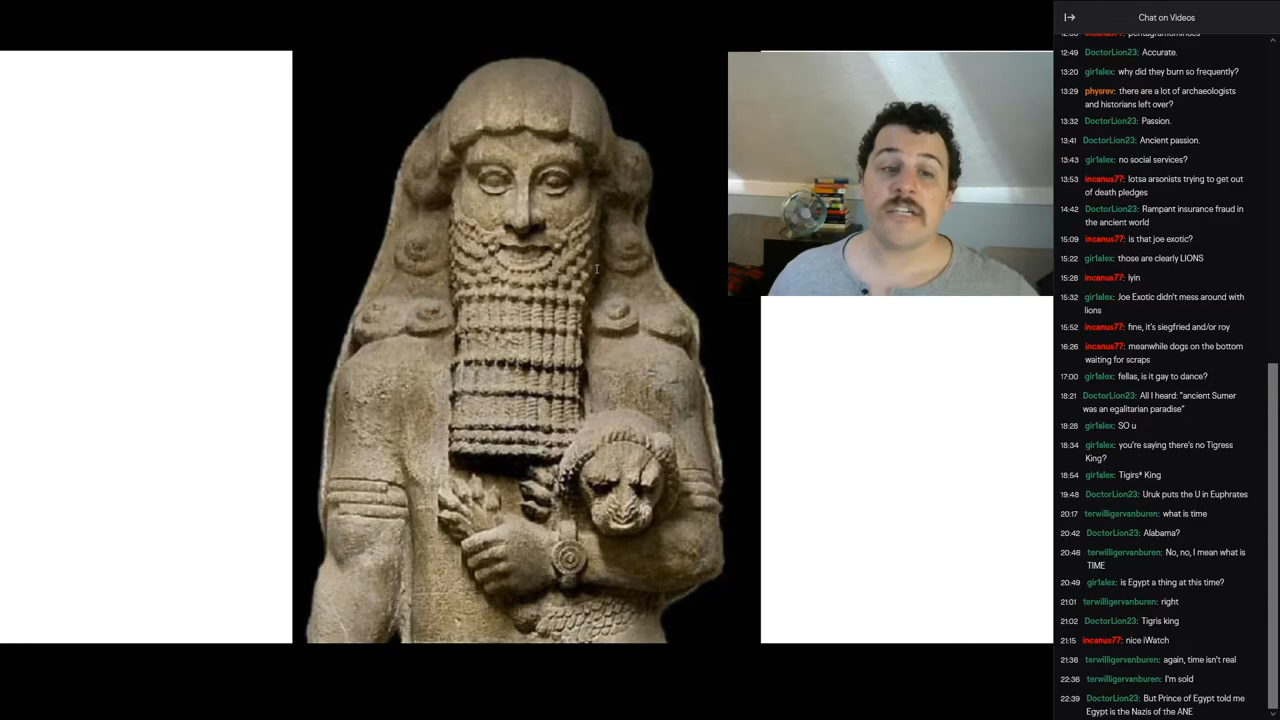 Chat on Videos
12:49 DoctorLion23: Accurate.
13:20 gir1alex: why did they burn so frequently?
13:29 physrev: there are a lot of archaeologists
and historians left over?
13:32 DoctorLion23: Passion.
13:41 DoctorLion23: Ancient passion.
13:43 gir1alex: no social services?
13:53 incanus77: lotsa arsonists trying to get out
of death pledges
14:42 DoctorLion23: Rampant insurance fraud in
the ancient world
15:09 incanus77: is that joe exotic?
15:22 gir1alex: those are clearly LIONS
15:28 incanus77: lyin
15:32 gir1alex: Joe Exotic didn't mess around with
lions
15:52 incanus77: fine, it's siegfried and/or roy
16:26 incanus77: meanwhile dogs on the bottom
waiting for scraps
17:00 gir1alex: fellas, is it gay to dance?
18:21 DoctorLion23: All I heard: "ancient Sumer
was an egalitarian paradise"
18:28 gir1alex: SO u
18:34 gir1alex: you're saying there's no Tigress
King?
18:54 gir1alex: Tigirs* King
19:48 DoctorLion23: Uruk puts the U in Euphrates
20:17 terwilligervanburen: what is time
20:42 DoctorLion23: Alabama?
20:46 terwilligervanburen: No, no, I mean what is
TIME
20:49 gir1alex: is Egypt a thing at this time?
21:01 terwilligervanburen: right
21:02 DoctorLion23: Tigris king
21:15 incanus77: nice iWatch
21:36 terwilligervanburen: again, time isn't real
22:36 terwilligervanburen: I'm sold
22:39 DoctorLion23: But Prince of Egypt told me
Egypt is the Nazis of the ANE